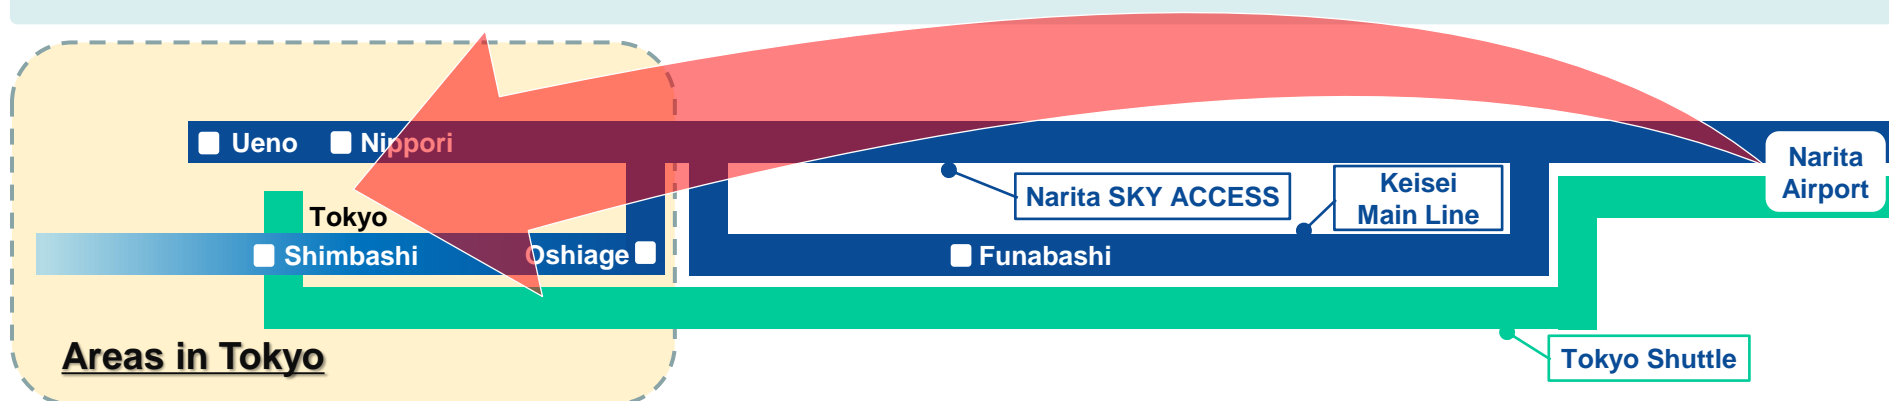 Ueno
Nippori
Narita
Airport
Narita SKY ACCESS
Keisei
Main Line
Tokyo
Shimbashi
Oshiage
Funabashi
Areas in Tokyo
Tokyo Shuttle